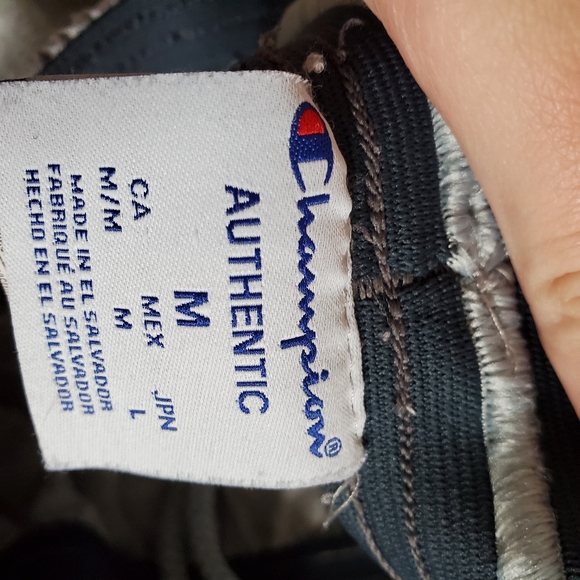 Champion®
AUTHENTIC
M
CA MEX JPN
M/M M L
MADE IN EL SALVADOR
FABRIQUÉ AU SALVADOR
HECHO EN EL SALVADOR